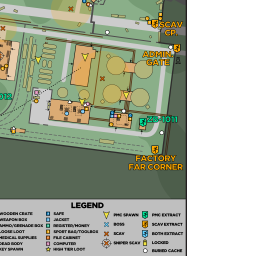 SCAV
CP.
ADMIN.
GATE
012
ZB-1011
FACTORY
FAR CORNER
LEGEND
WOODEN CRATE
WEAPON BOX
AMMO/GRENADE BOX
LOOSE LOOT
MEDICAL SUPPLIES
DEAD BODY
KEY SPAWN
SAFE
JACKET
REGISTER/MONEY
SPORT BAG/TOOLBOX
FILE CABINET
COMPUTER
HIGH TIER LOOT
PMC SPAWN
BOSS
SCAV
SNIPER SCAV
PMC EXTRACT
SCAV EXTRACT
BOTH EXTRACT
LOCKED
BURIED CACHE